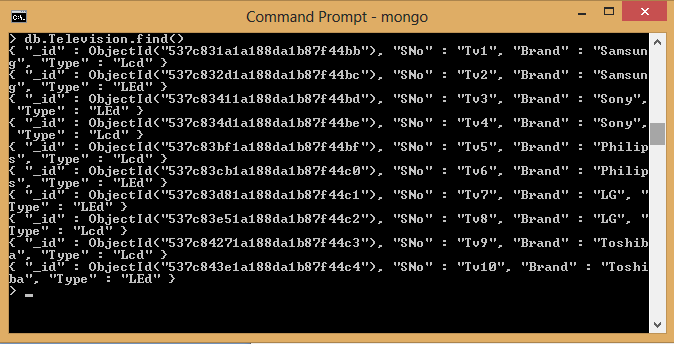 Command Prompt - mongo
> db.Television.find()
{ "_id" : ObjectId("537c831a1a188da1b87f44bb"), "SNo" : "Tv1", "Brand" : "Samsun
g", "Type" : "Lcd" }
{ "_id" : ObjectId("537c832d1a188da1b87f44bc"), "SNo" : "Tv2", "Brand" : "Samsun
g", "Type" : "LEd" }
{ "_id" : ObjectId("537c83411a188da1b87f44bd"), "SNo" : "Tv3", "Brand" : "Sony",
 "Type" : "LEd" }
{ "_id" : ObjectId("537c834d1a188da1b87f44be"), "SNo" : "Tv4", "Brand" : "Sony",
 "Type" : "Lcd" }
{ "_id" : ObjectId("537c83bf1a188da1b87f44bf"), "SNo" : "Tv5", "Brand" : "Philip
s", "Type" : "Lcd" }
{ "_id" : ObjectId("537c83cb1a188da1b87f44c0"), "SNo" : "Tv6", "Brand" : "Philip
s", "Type" : "LEd" }
{ "_id" : ObjectId("537c83d81a188da1b87f44c1"), "SNo" : "Tv7", "Brand" : "LG", "
Type" : "LEd" }
{ "_id" : ObjectId("537c83e51a188da1b87f44c2"), "SNo" : "Tv8", "Brand" : "LG", "
Type" : "Lcd" }
{ "_id" : ObjectId("537c84271a188da1b87f44c3"), "SNo" : "Tv9", "Brand" : "Toshib
a", "Type" : "Lcd" }
{ "_id" : ObjectId("537c843e1a188da1b87f44c4"), "SNo" : "Tv10", "Brand" : "Toshi
ba", "Type" : "LEd" }
> _